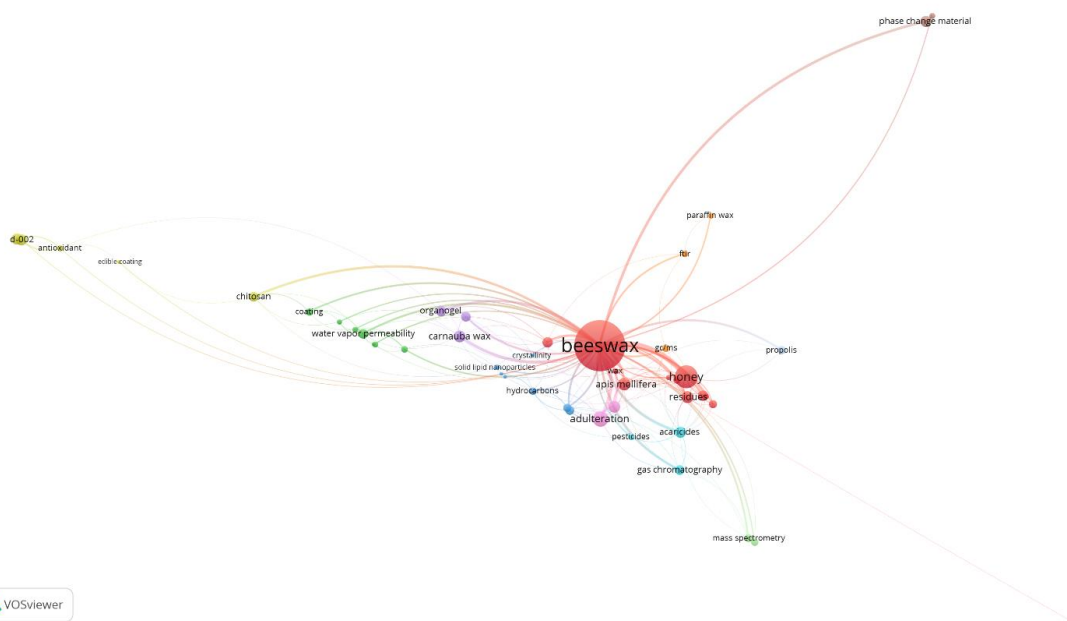 phase change material
paraffin wax
d-002
antioxidant
ftir
edible coating
chitosan
coating
organogel
water vapor permeability
carnauba wax
beeswax
gc/ms
propolis
crystallinity
solid lipid nanoparticles
wax
honey
apis mellifera
hydrocarbons
residues
adulteration
acaricides
pesticides
gas chromatography
mass spectrometry
VOSviewer